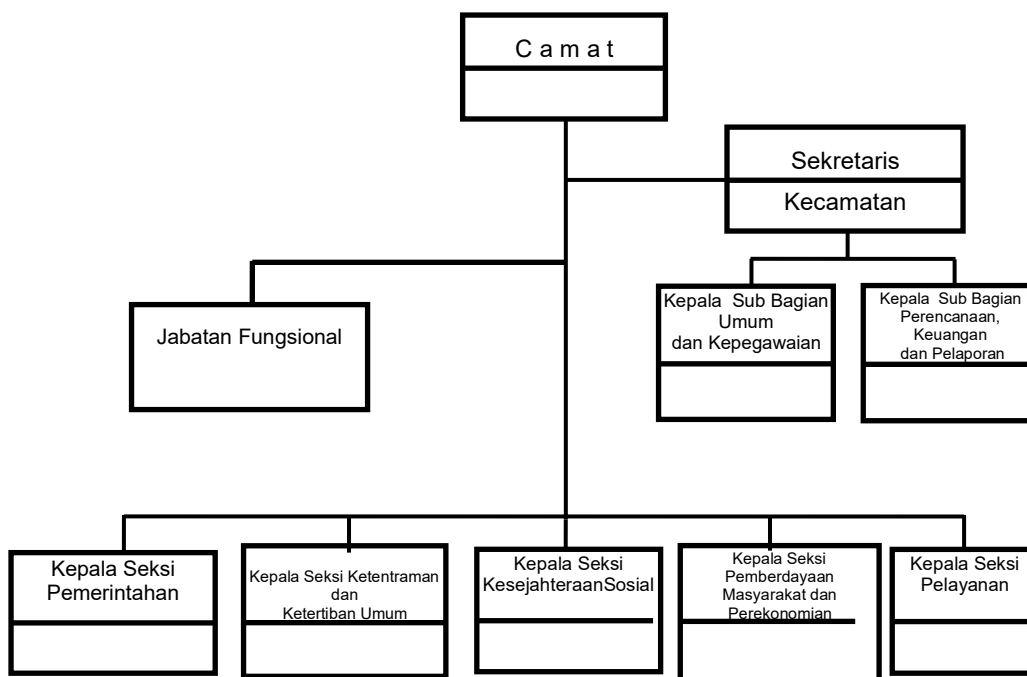 C a m a t
Sekretaris
Kecamatan
Kepala Sub Bagian
Umum
dan Kepegawaian
Kepala Sub Bagian
Perencanaan,
Keuangan
dan Pelaporan
Jabatan Fungsional
Kepala Seksi
Pemerintahan
Kepala Seksi Ketentraman
dan
Ketertiban Umum
Kepala Seksi
KesejahteraanSosial
Kepala Seksi
Pemberdayaan
Masyarakat dan
Perekonomian
Kepala Seksi
Pelayanan